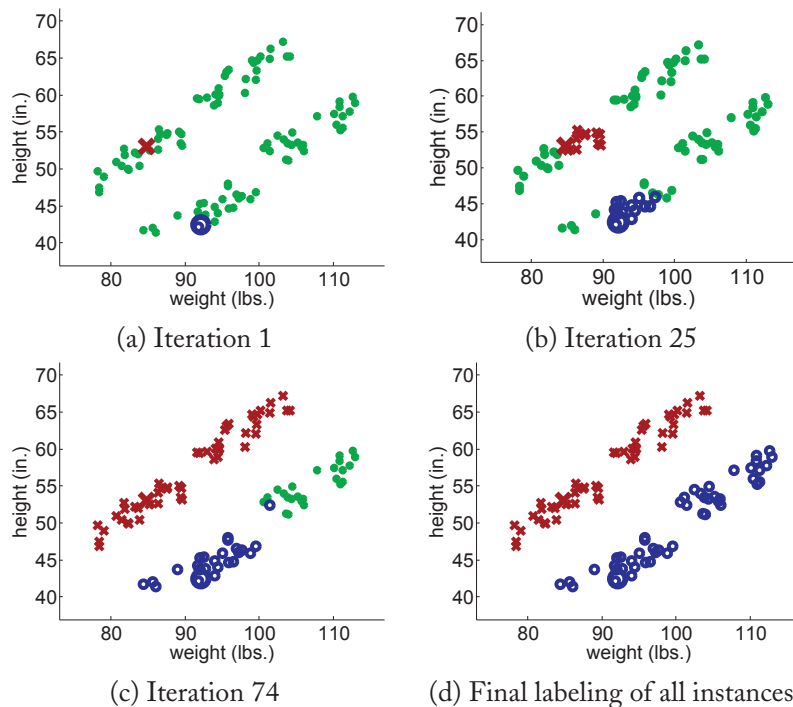 70
65
60
55
50
45
40
height (in.)
80 90 100 110
weight (lbs.)
(a) Iteration 1
70
65
60
55
50
45
40
height (in.)
80 90 100 110
weight (lbs.)
(b) Iteration 25
70
65
60
55
50
45
40
height (in.)
80 90 100 110
weight (lbs.)
(c) Iteration 74
70
65
60
55
50
45
40
height (in.)
80 90 100 110
weight (lbs.)
(d) Final labeling of all instances